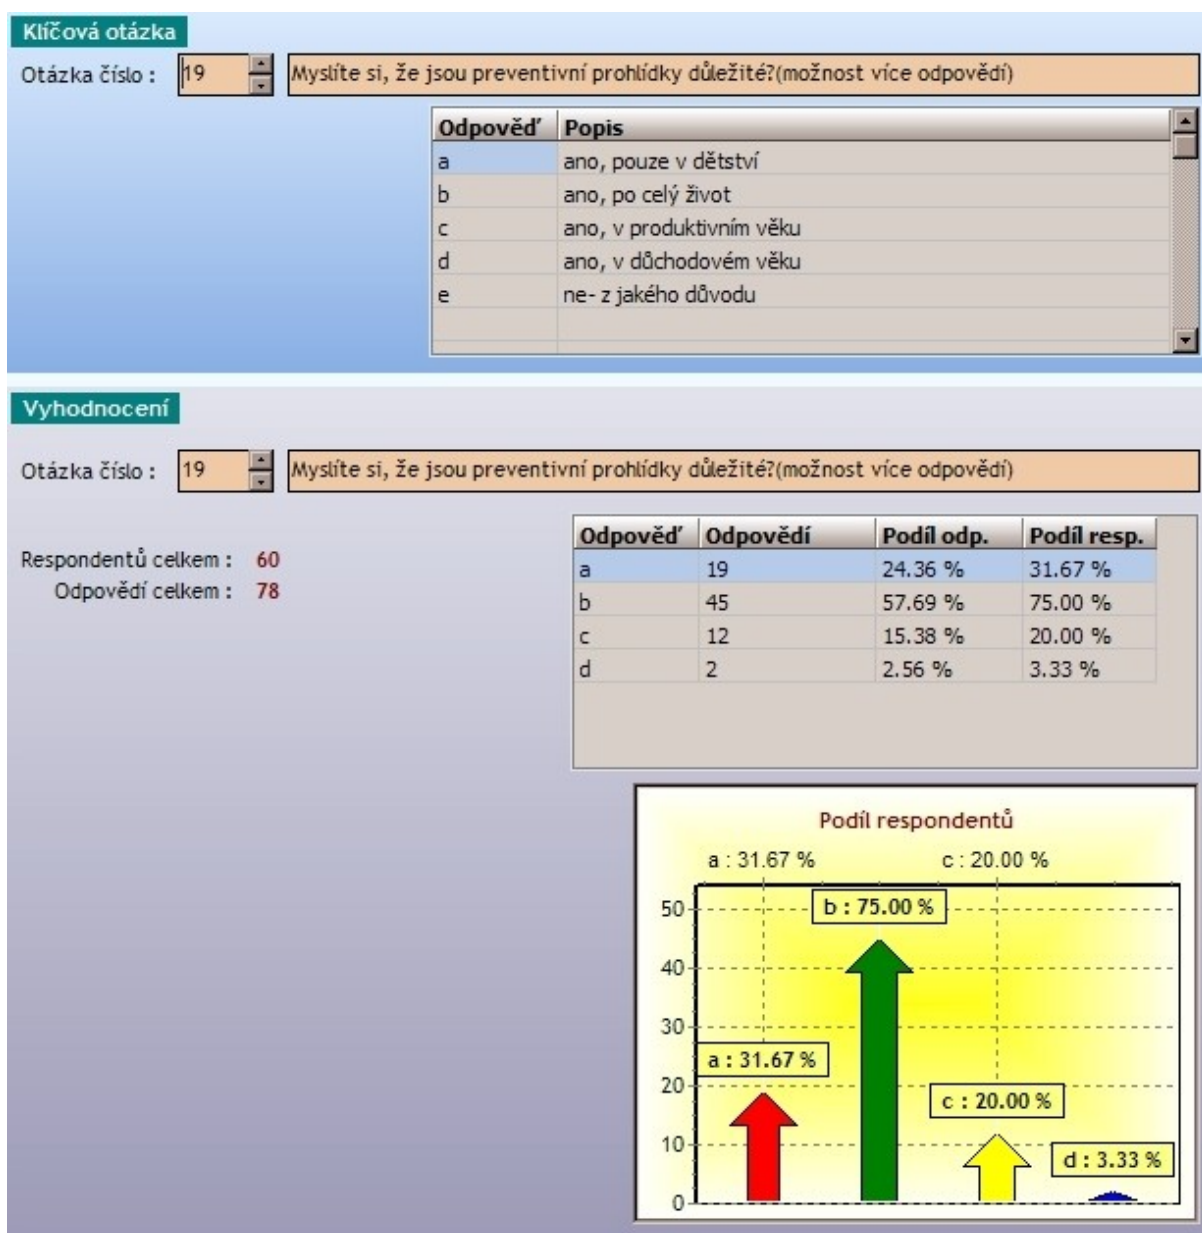 Klíčová otázka
Otázka číslo : 19 Myslíte si, že jsou preventivní prohlídky důležité?(možnost více odpovědí)
Odpověď Popis
a ano, pouze v dětství
b ano, po celý život
c ano, v produktivním věku
d ano, v důchodovém věku
e ne- z jakého důvodu
Vyhodnocení
Otázka číslo : 19 Myslíte si, že jsou preventivní prohlídky důležité?(možnost více odpovědí)
Respondentů celkem : 60
Odpovědí celkem : 78
Odpověď Odpovědí Podíl odp. Podíl resp.
a 19 24.36 % 31.67 %
b 45 57.69 % 75.00 %
c 12 15.38 % 20.00 %
d 2 2.56 % 3.33 %
Podíl respondentů
a : 31.67 % c : 20.00 %
50
b : 75.00 %
40
30
a : 31.67 %
20
c : 20.00 %
10
d : 3.33 %
0